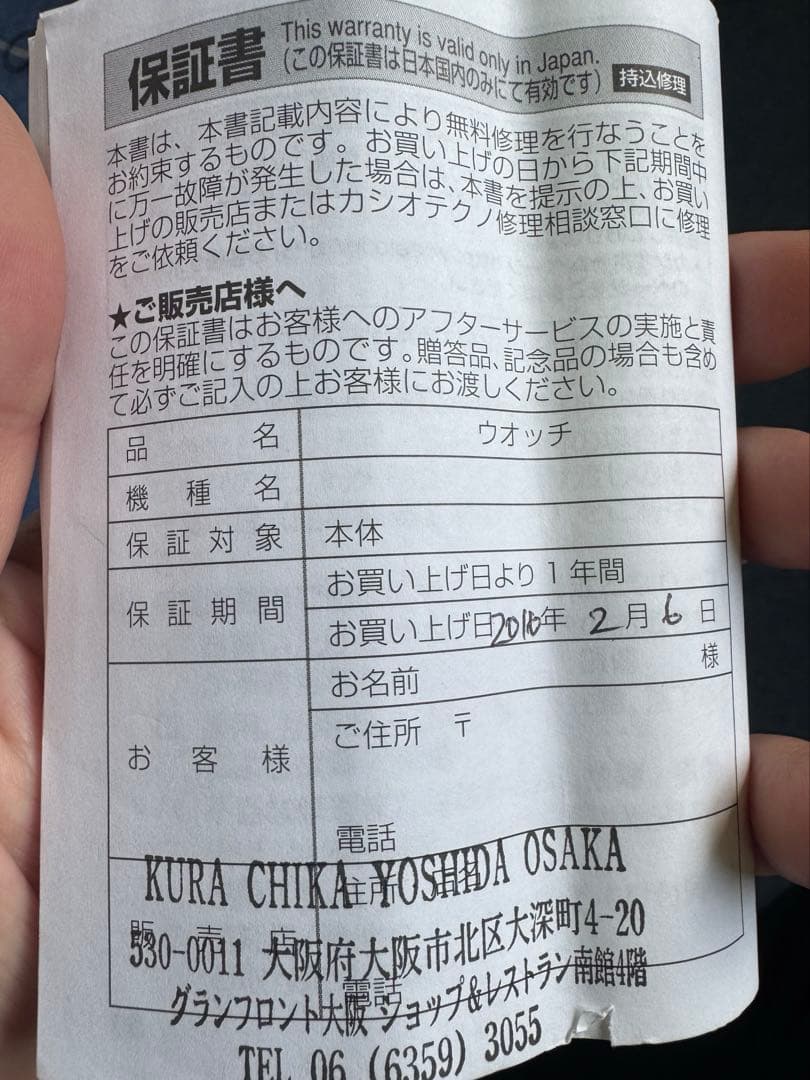 保証書 This warranty is valid only in Japan.
(この保証書は日本国内のみにて有効です) 持込修理
本書は、本書記載内容により無料修理を行なうことを
お約束するものです。お買い上げの日から下記期間中
に万一故障が発生した場合は、本書を提示の上、お買い
上げの販売店またはカシオテクノ修理相談窓口に修理
をご依頼ください。
★ご販売店様へ
この保証書はお客様へのアフターサービスの実施と責
任を明確にするものです。贈答品、記念品の場合も含め
て必ずご記入の上お客様にお渡しください。
品名 ウオッチ
機種名
保証対象 本体
保証期間 お買い上げ日より1年間
お買い上げ日2016年 2月 6日
お客様 お名前 様
ご住所 〒
電話
販売店 住所・店名
電話
KURA CHIKA YOSHIDA OSAKA
530-0011 大阪府大阪市北区大深町4-20
グランフロント大阪 ショップ&レストラン南館4階
TEL 06 (6359) 3055